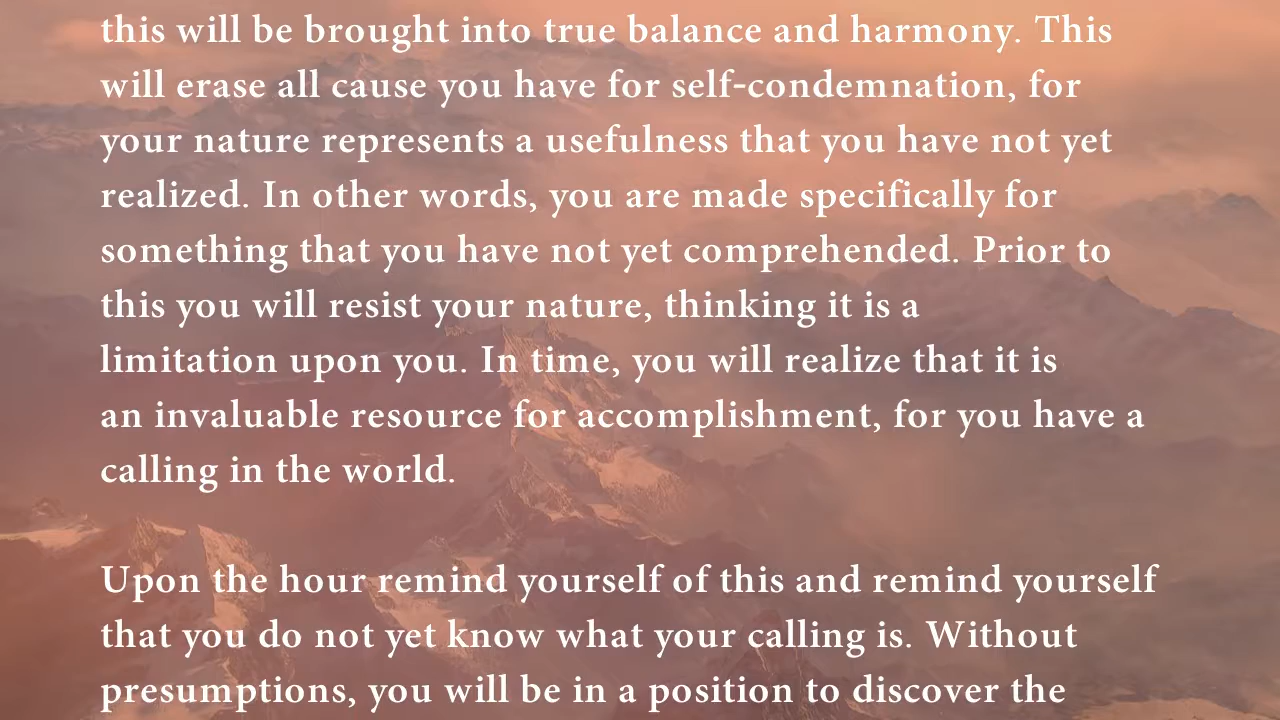 this will be brought into true balance and harmony. This
will erase all cause you have for self-condemnation, for
your nature represents a usefulness that you have not yet
realized. In other words, you are made specifically for
something that you have not yet comprehended. Prior to
this you will resist your nature, thinking it is a
limitation upon you. In time, you will realize that it is
an invaluable resource for accomplishment, for you have a
calling in the world.
Upon the hour remind yourself of this and remind yourself
that you do not yet know what your calling is. Without
presumptions, you will be in a position to discover the